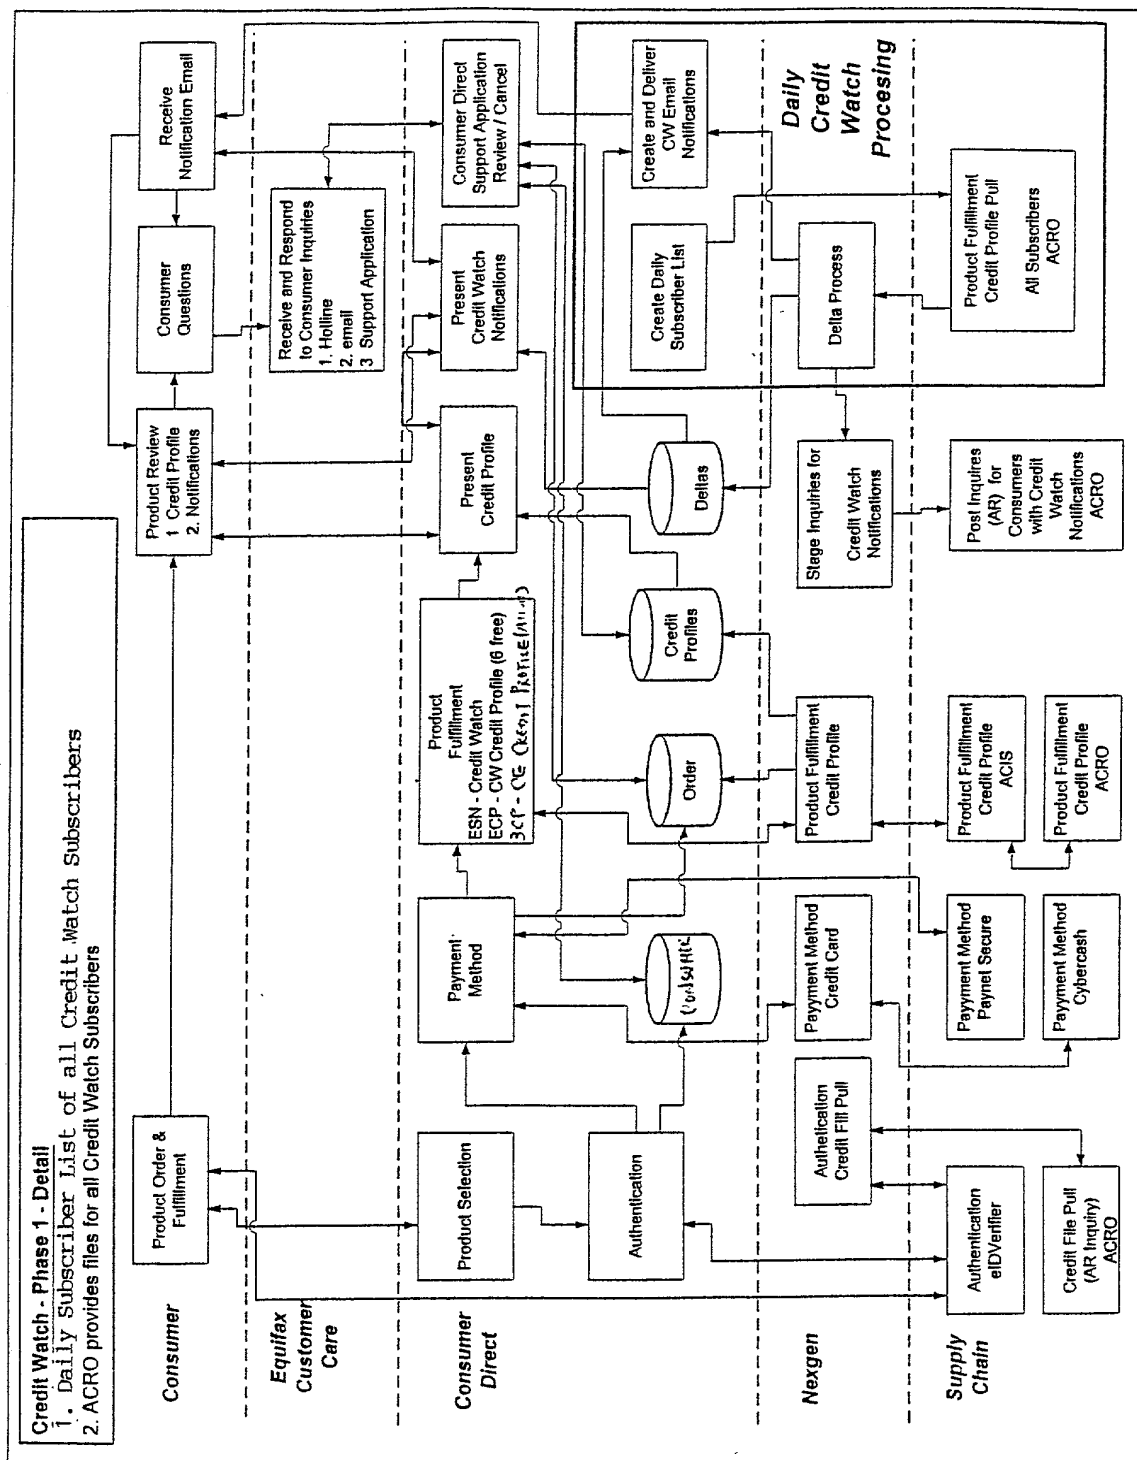 Credit Watch - Phase 1 - Detail
1. Daily Subscriber List of all Credit Watch Subscribers
2. ACRO provides files for all Credit Watch Subscribers
Consumer
Product Order &
Fulfillment
Product Review
1 Credit Profile
2. Notifications
Consumer
Questions
Receive
Notification Email
Equifax
Customer
Care
Receive and Respond
to Consumer Inquiries
1. Hotline
2. email
3 Support Application
Consumer
Direct
Product Selection
Authentication
Payment
Method
Product
Fulfillment
ESN - Credit Watch
ECP - CW Credit Profile (6 free)
Present
Credit Profile
Present
Credit Watch
Notifications
Consumer Direct
Support Application
Review / Cancel
Order
Credit
Profiles
Deltas
Create Daily
Subscriber List
Create and Deliver
CW Email
Notifications
Nexgen
Authetication
Credit Fill Pull
Payyment Method
Credit Card
Product Fulfillment
Credit Profile
Stage Inquiries for
Credit Watch
Notifications
Delta Process
Daily
Credit
Watch
Procesing
Supply
Chain
Authentication
eIDVerifier
Credit File Pull
(AR Inquiry)
ACRO
Payyment Method
Paynet Secure
Payyment Method
Cybercash
Product Fulfillment
Credit Profile
ACIS
Product Fulfillment
Credit Profile
ACRO
Post Inquires
(AR) for
Consumers
with Credit
Watch
Notifications
ACRO
Product Fulfillment
Credit Profile Pull
All Subscribers
ACRO